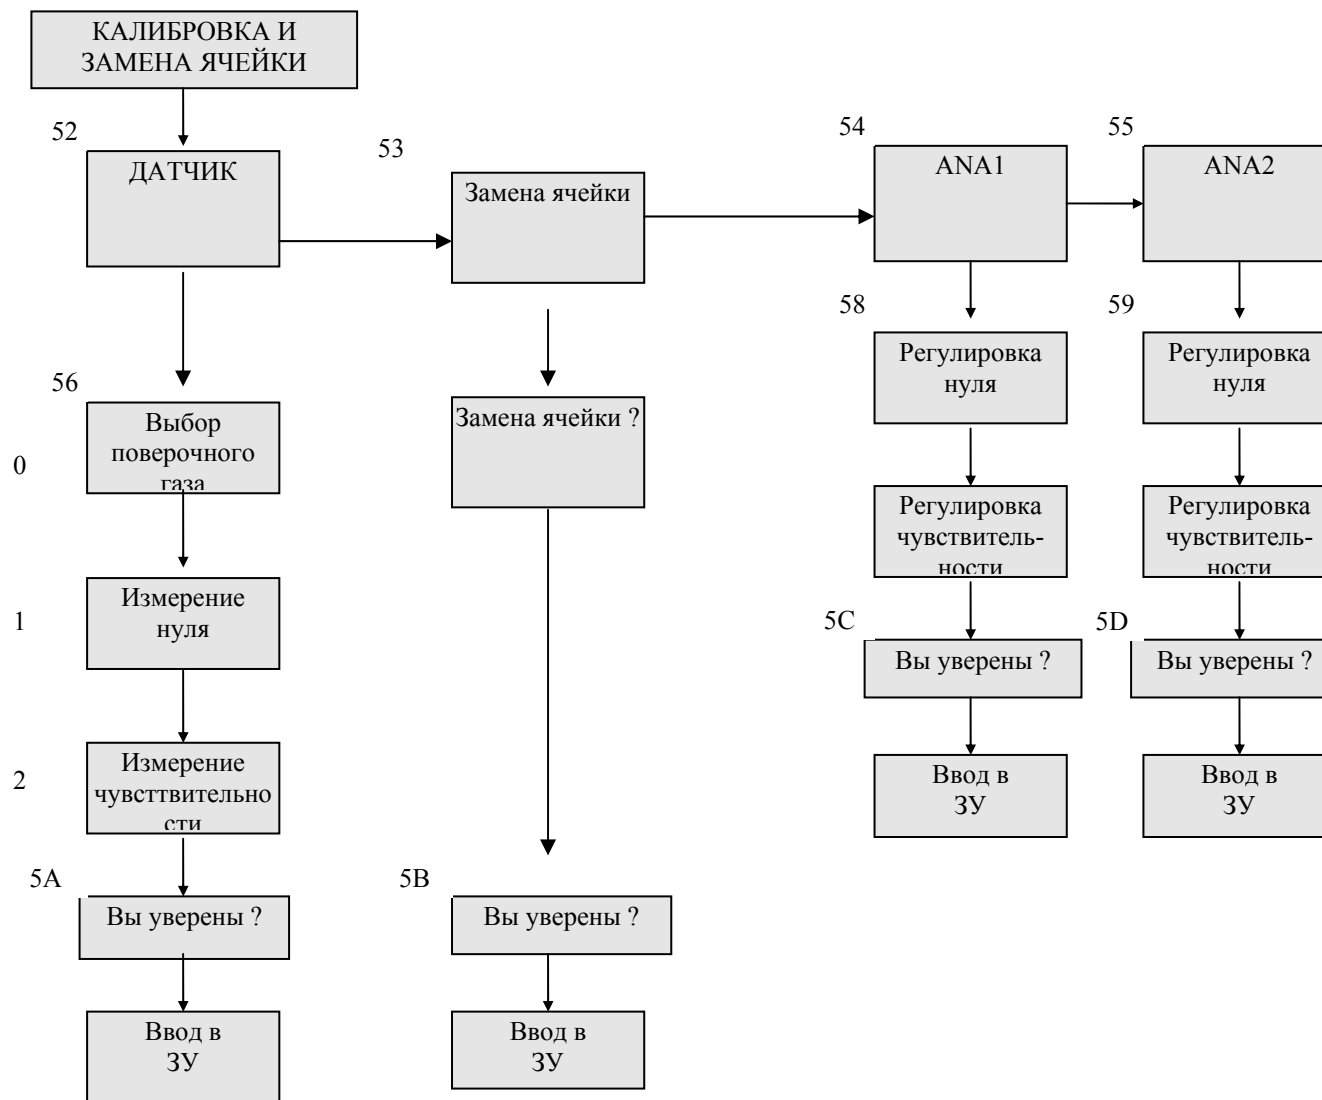 КАЛИБРОВКА И
ЗАМЕНА ЯЧЕЙКИ
52
ДАТЧИК
53
Замена ячейки
54
ANA1
55
ANA2
56
0
Выбор
поверочного
газа
Замена ячейки ?
58
Регулировка
нуля
59
Регулировка
нуля
Регулировка
чувствитель-
ности
Регулировка
чувствитель-
ности
1
Измерение
нуля
5C
Вы уверены ?
5D
Вы уверены ?
2
Измерение
чувсттвительно
сти
Ввод в
ЗУ
Ввод в
ЗУ
5A
Вы уверены ?
5B
Вы уверены ?
Ввод в
ЗУ
Ввод в
ЗУ